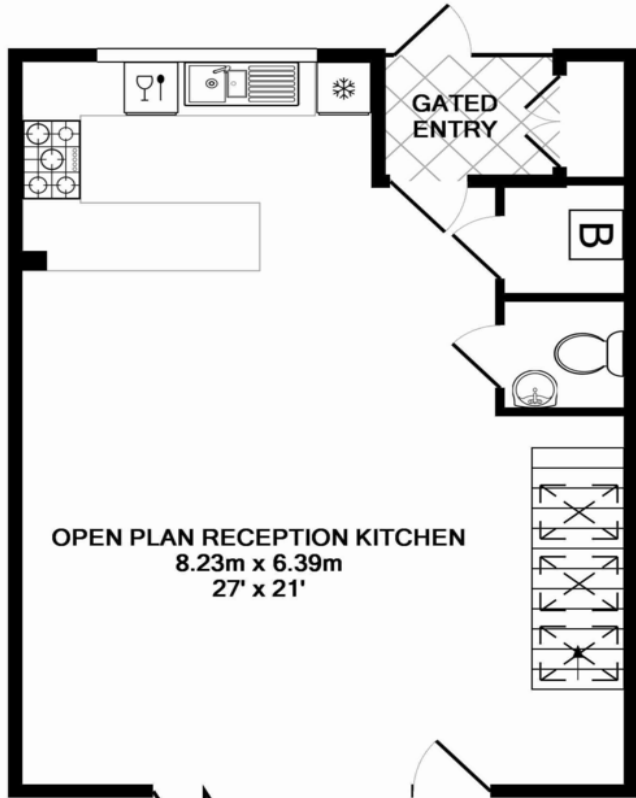 GATED
ENTRY
B
OPEN PLAN RECEPTION KITCHEN
8.23m x 6.39m
27' x 21'